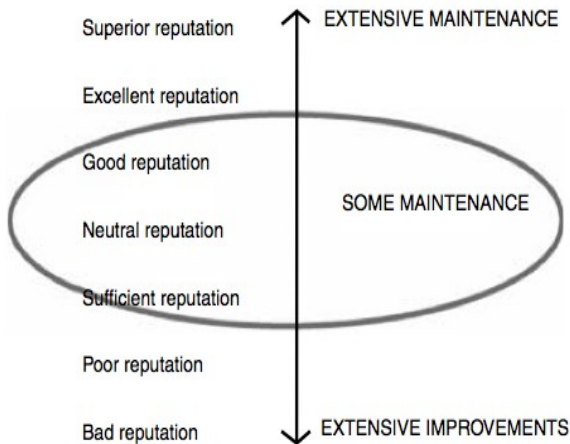 Superior reputation
EXTENSIVE MAINTENANCE
Excellent reputation
Good reputation
SOME MAINTENANCE
Neutral reputation
Sufficient reputation
Poor reputation
Bad reputation
EXTENSIVE IMPROVEMENTS